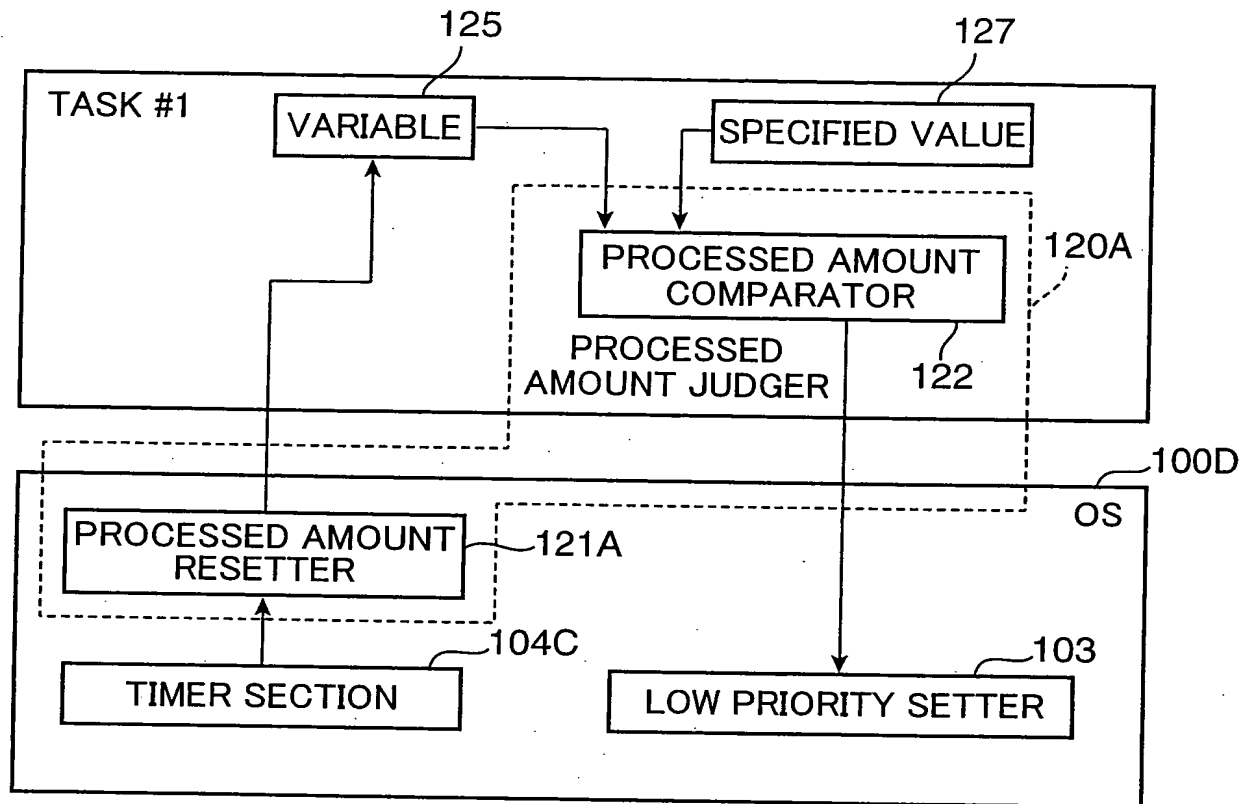 125
127
TASK #1
VARIABLE
SPECIFIED VALUE
PROCESSED AMOUNT
COMPARATOR
120A
PROCESSED
AMOUNT JUDGER
122
100D
OS
PROCESSED AMOUNT
RESETTER
121A
104C
103
TIMER SECTION
LOW PRIORITY SETTER